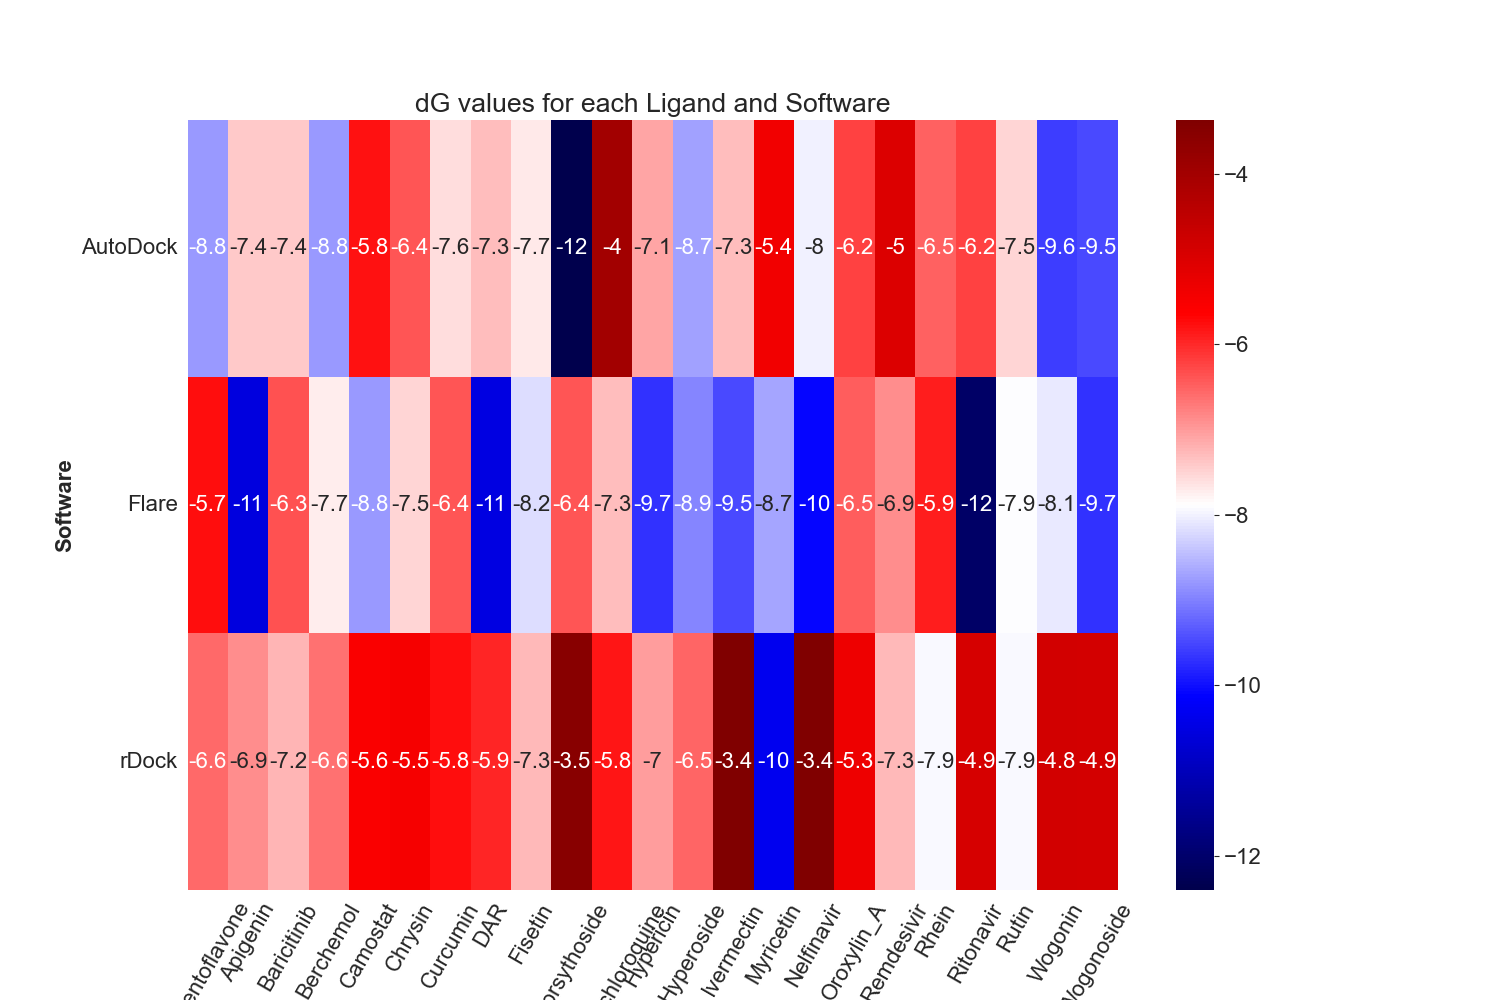 dG values for each Ligand and Software
AutoDock -8.8 -7.4 -7.4 -8.8 -5.8 -6.4 -7.6 -7.3 -7.7 -12 -4 -7.1 -8.7 -7.3 -5.4 -8 -6.2 -5 -6.5 -6.2 -7.5 -9.6 -9.5
Flare -5.7 -11 -6.3 -7.7 -8.8 -7.5 -6.4 -11 -8.2 -6.4 -7.3 -9.7 -8.9 -9.5 -8.7 -10 -6.5 -6.9 -5.9 -12 -7.9 -8.1 -9.7
rDock -6.6 -6.9 -7.2 -6.6 -5.6 -5.5 -5.8 -5.9 -7.3 -3.5 -5.8 -7 -6.5 -3.4 -10 -3.4 -5.3 -7.3 -7.9 -4.9 -7.9 -4.8 -4.9
Software
entoflavone
Apigenin
Baricitinib
Berchemol
Camostat
Chrysin
Curcumin
DAR
Fisetin
orsythoside
chloroquine
Hypericin
Hyperoside
Ivermectin
Myricetin
Nelfinavir
Oroxylin_A
Remdesivir
Rhein
Ritonavir
Rutin
Wogonin
Wogonoside
−4
−6
−8
−10
−12